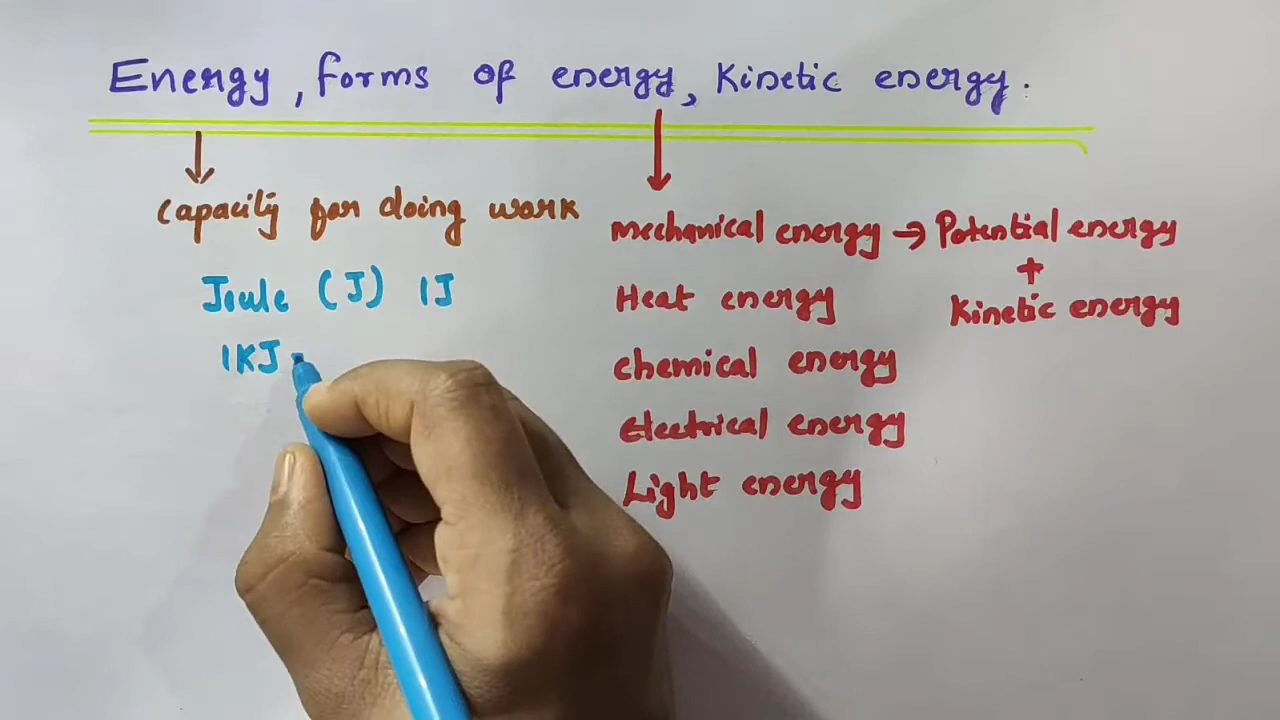 Energy, forms of energy, Kinetic energy.
capacity for doing work
Joule (J) 1J
1KJ
mechanical energy → Potential energy
+
Kinetic energy
Heat energy
chemical energy
Electrical energy
Light energy